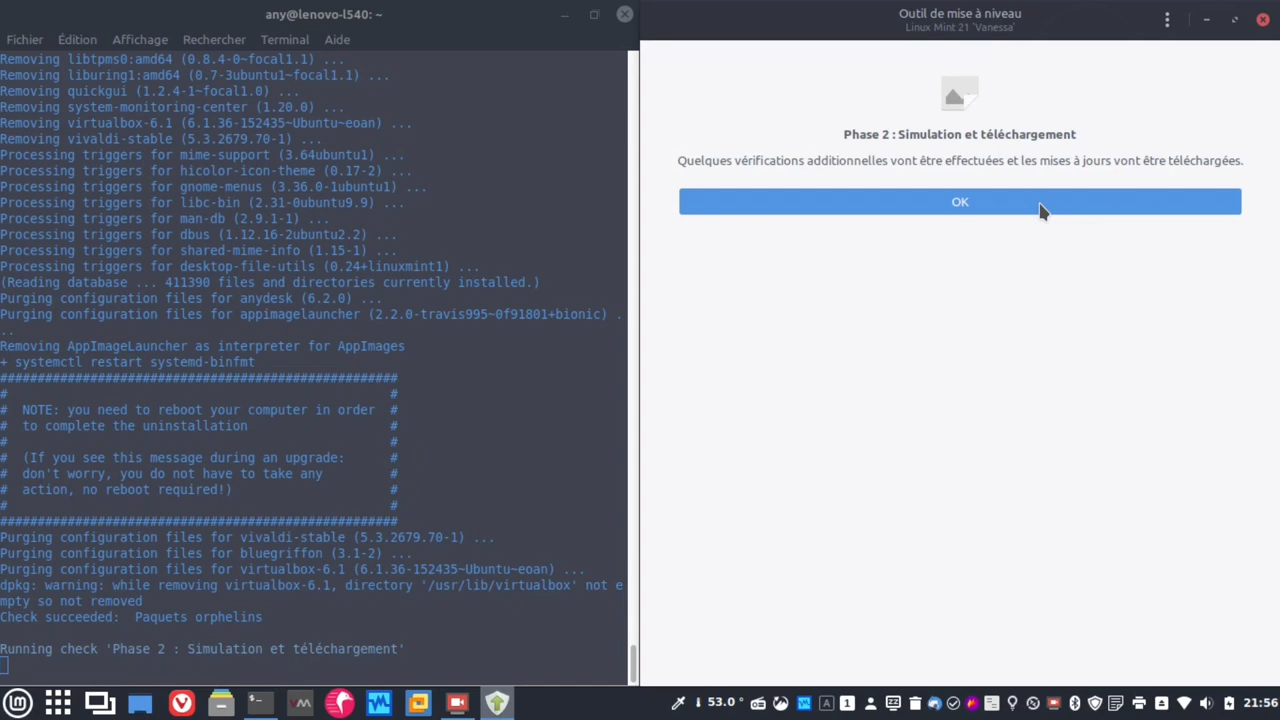 any@lenovo-l540: ~
Fichier Édition Affichage Rechercher Terminal Aide
Removing libtpms0:amd64 (0.8.4-0~focal1.1) ...
Removing liburing1:amd64 (0.7-3ubuntu1~focal1.1) ...
Removing quickgui (1.2.4-1~focal1.0) ...
Removing system-monitoring-center (1.20.0) ...
Removing virtualbox-6.1 (6.1.36-152435~Ubuntu~eoan) ...
Removing vivaldi-stable (5.3.2679.70-1) ...
Processing triggers for mime-support (3.64ubuntu1) ...
Processing triggers for hicolor-icon-theme (0.17-2) ...
Processing triggers for gnome-menus (3.36.0-1ubuntu1) ...
Processing triggers for libc-bin (2.31-0ubuntu9.9) ...
Processing triggers for man-db (2.9.1-1) ...
Processing triggers for dbus (1.12.16-2ubuntu2.2) ...
Processing triggers for shared-mime-info (1.15-1) ...
Processing triggers for desktop-file-utils (0.24+linuxmint1) ...
(Reading database ... 411390 files and directories currently installed.)
Purging configuration files for anydesk (6.2.0) ...
Purging configuration files for appimagelauncher (2.2.0-travis995~0f91801+bionic) .
..
Removing AppImageLauncher as interpreter for AppImages
+ systemctl restart systemd-binfmt
####################################################
# #
# NOTE: you need to reboot your computer in order #
# to complete the uninstallation #
# #
# (If you see this message during an upgrade: #
# don't worry, you do not have to take any #
# action, no reboot required!) #
# #
####################################################
Purging configuration files for vivaldi-stable (5.3.2679.70-1) ...
Purging configuration files for bluegriffon (3.1-2) ...
Purging configuration files for virtualbox-6.1 (6.1.36-152435~Ubuntu~eoan) ...
dpkg: warning: while removing virtualbox-6.1, directory '/usr/lib/virtualbox' not e
mpty so not removed
Check succeeded: Paquets orphelins
Running check 'Phase 2 : Simulation et téléchargement'
Outil de mise à niveau
Linux Mint 21 'Vanessa'
Phase 2 : Simulation et téléchargement
Quelques vérifications additionnelles vont être effectuées et les mises à jours vont être téléchargées.
OK
53.0 ° A 1 21:56